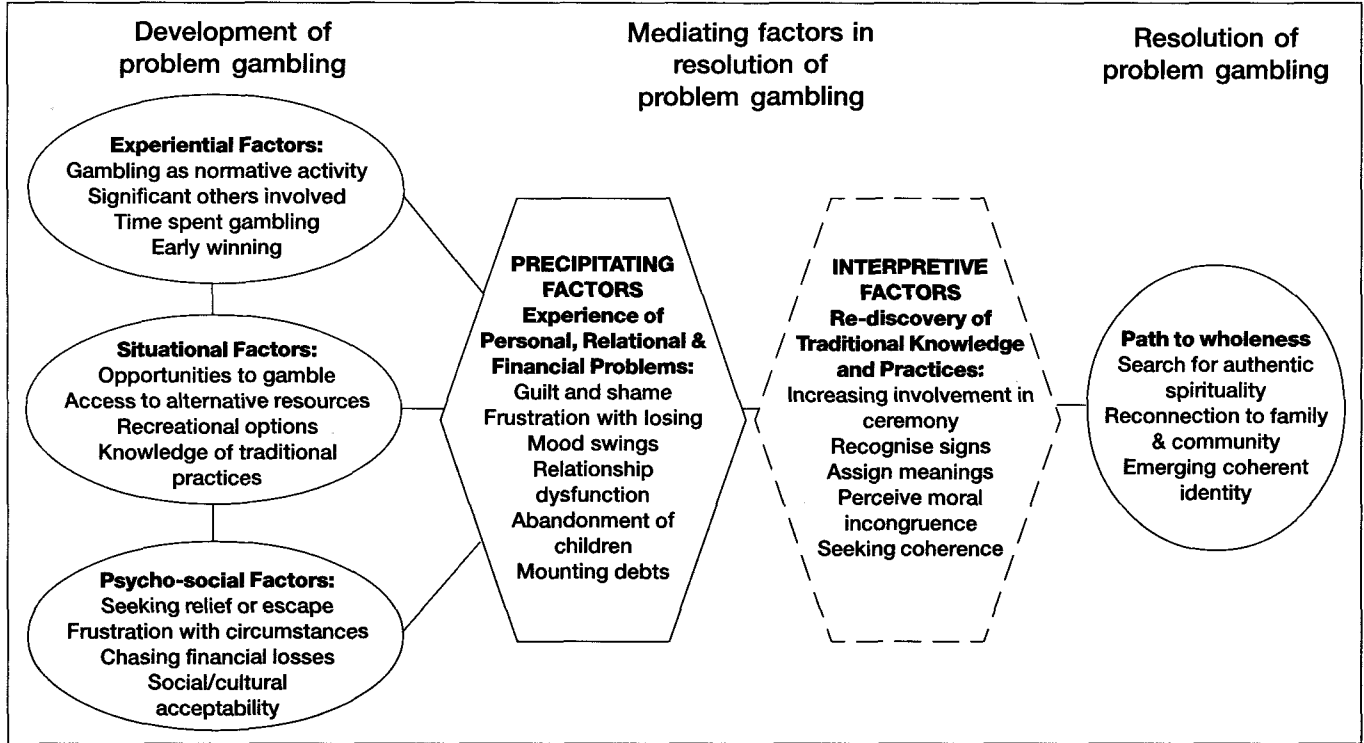 Development of
problem gambling
Mediating factors in
resolution of
problem gambling
Resolution of
problem gambling
Experiential Factors:
Gambling as normative activity
Significant others involved
Time spent gambling
Early winning
Situational Factors:
Opportunities to gamble
Access to alternative resources
Recreational options
Knowledge of traditional
practices
Psycho-social Factors:
Seeking relief or escape
Frustration with circumstances
Chasing financial losses
Social/cultural
acceptability
PRECIPITATING
FACTORS
Experience of
Personal, Relational &
Financial Problems:
Guilt and shame
Frustration with losing
Mood swings
Relationship
dysfunction
Abandonment of
children
Mounting debts
INTERPRETIVE
FACTORS
Re-discovery of
Traditional Knowledge
and Practices:
Increasing involvement in
ceremony
Recognise signs
Assign meanings
Perceive moral
incongruence
Seeking coherence
Path to wholeness
Search for authentic
spirituality
Reconnection to family
& community
Emerging coherent
identity